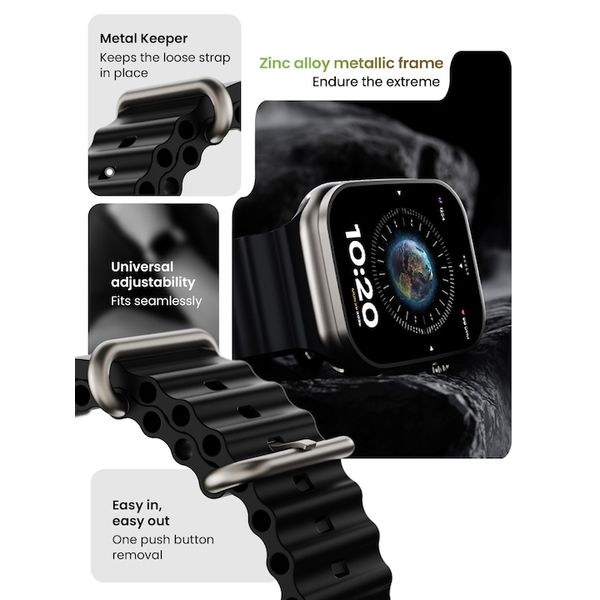 Metal Keeper
Keeps the loose strap
in place
Zinc alloy metallic frame
Endure the extreme
10:20
Universal
adjustability
Fits seamlessly
Easy in,
easy out
One push button
removal